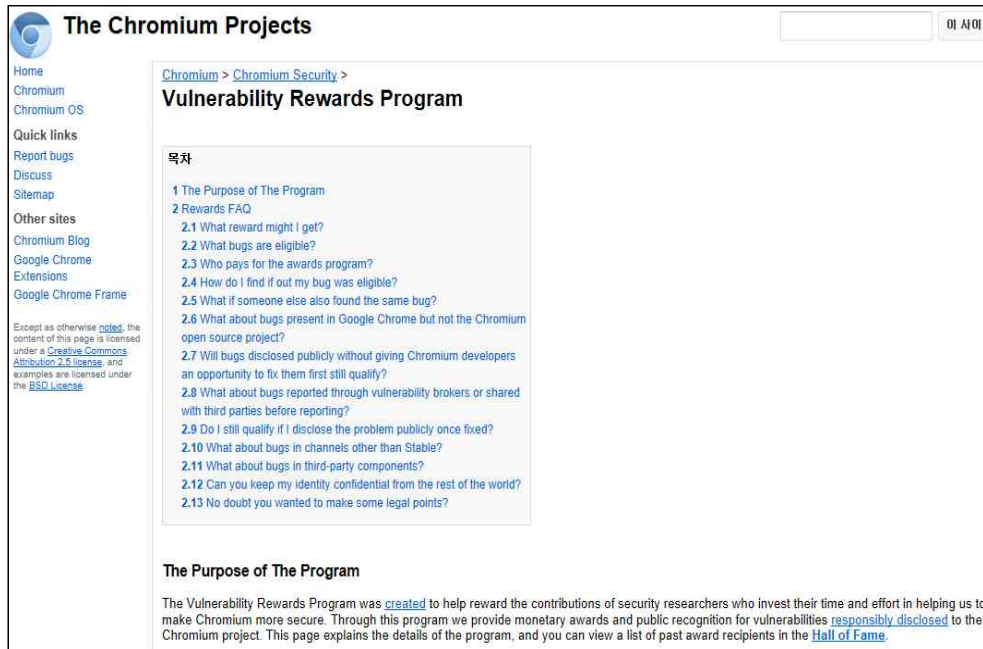 The Chromium Projects
이 사이
Home
Chromium
Chromium OS
Quick links
Report bugs
Discuss
Sitemap
Other sites
Chromium Blog
Google Chrome
Extensions
Google Chrome Frame
Except as otherwise noted, the
content of this page is licensed
under a Creative Commons
Attribution 2.5 license, and
examples are licensed under
the BSD License.
Chromium > Chromium Security >
Vulnerability Rewards Program
목차
1 The Purpose of The Program
2 Rewards FAQ
2.1 What reward might I get?
2.2 What bugs are eligible?
2.3 Who pays for the awards program?
2.4 How do I find if out my bug was eligible?
2.5 What if someone else also found the same bug?
2.6 What about bugs present in Google Chrome but not the Chromium
open source project?
2.7 Will bugs disclosed publicly without giving Chromium developers
an opportunity to fix them first still qualify?
2.8 What about bugs reported through vulnerability brokers or shared
with third parties before reporting?
2.9 Do I still qualify if I disclose the problem publicly once fixed?
2.10 What about bugs in channels other than Stable?
2.11 What about bugs in third-party components?
2.12 Can you keep my identity confidential from the rest of the world?
2.13 No doubt you wanted to make some legal points?
The Purpose of The Program
The Vulnerability Rewards Program was created to help reward the contributions of security researchers who invest their time and effort in helping us to
make Chromium more secure. Through this program we provide monetary awards and public recognition for vulnerabilities responsibly disclosed to the
Chromium project. This page explains the details of the program, and you can view a list of past award recipients in the Hall of Fame.